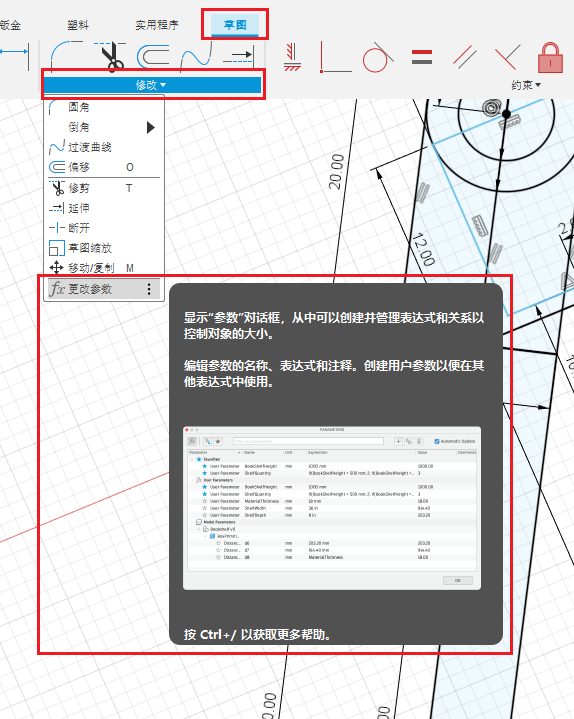 钣金 塑料 实用程序 草图
修改▾ 约束▾
圆角
倒角
过渡曲线
偏移 O
修剪 T
延伸
断开
草图缩放
移动/复制 M
更改参数
20.00
12.00
显示“参数”对话框，从中可以创建并管理表达式和关系以
控制对象的大小。
编辑参数的名称、表达式和注释。创建用户参数以便在其
他表达式中使用。
PARAMETERS
Automatic Update
Parameter Name Unit Expression Value Comments
Favorites
User Parameter BookShelfHeight mm 1000 mm 1000.00
User Parameter ShelfQuantity
User Parameters
User Parameter BookShelfHeight mm 1000 mm 1000.00
User Parameter ShelfQuantity
User Parameter MaterialThickness mm 18 mm 18.00
User Parameter ShelfWidth mm 36 in 914.40
User Parameter ShelfDepth mm 8 in 203.20
Model Parameters
Bookshelf v8
Distanc... d6 mm 203.20 mm 203.20
Distanc... d7 mm 914.40 mm 914.40
Distanc... d8 mm MaterialThickness 18.00
OK
按 Ctrl+/ 以获取更多帮助。